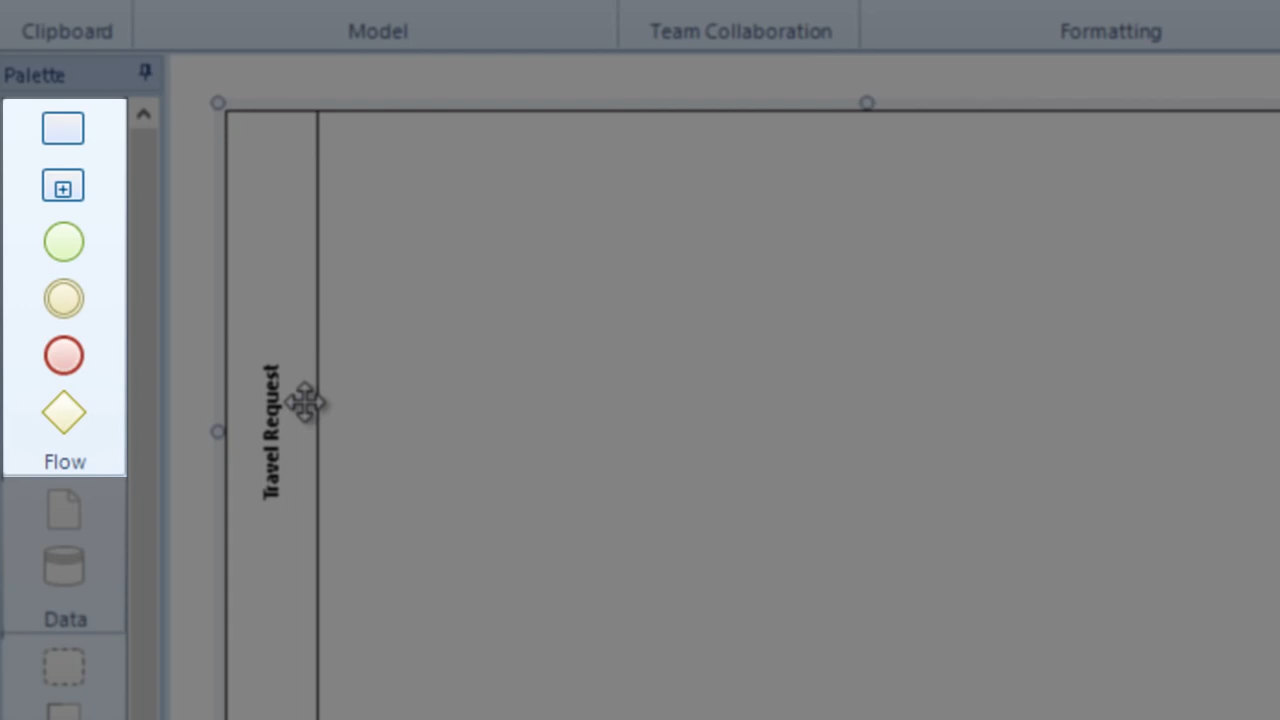 Clipboard
Model
Team Collaboration
Formatting
Palette
Flow
Data
Travel Request